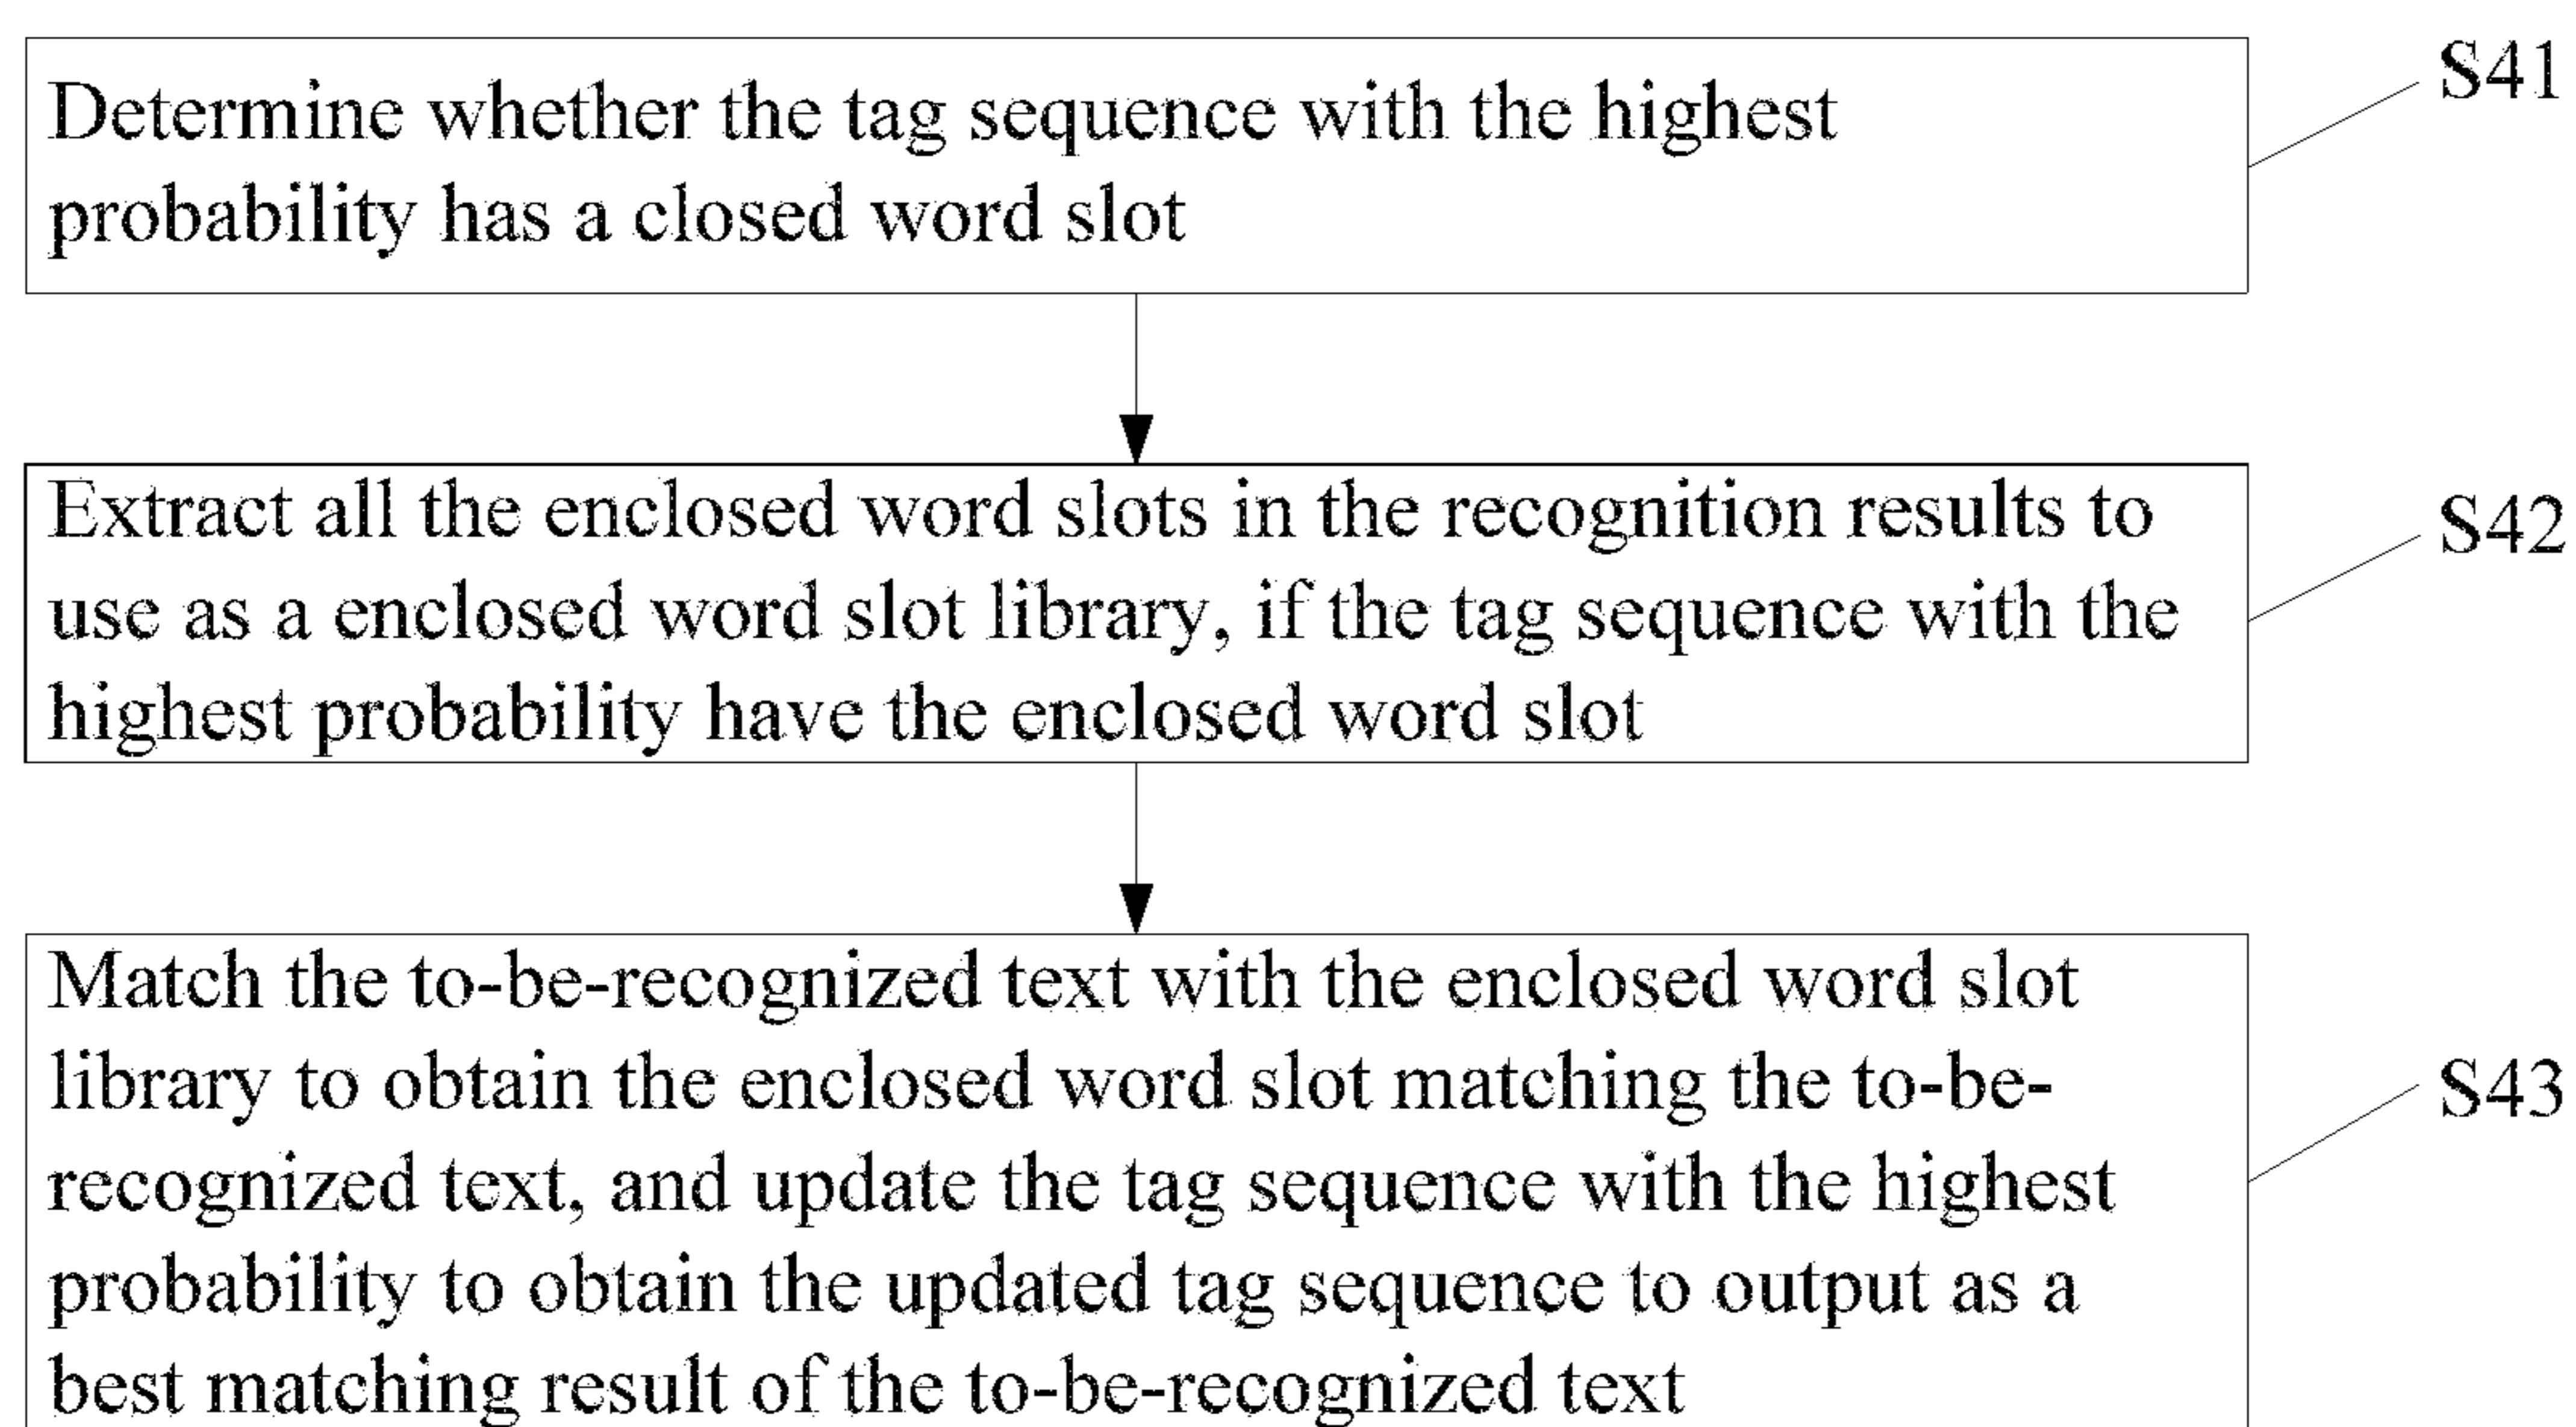 Determine whether the tag sequence with the highest
probability has a closed word slot
S41
Extract all the enclosed word slots in the recognition results to
use as a enclosed word slot library, if the tag sequence with the
highest probability have the enclosed word slot
S42
Match the to-be-recognized text with the enclosed word slot
library to obtain the enclosed word slot matching the to-be-
recognized text, and update the tag sequence with the highest
probability to obtain the updated tag sequence to output as a
best matching result of the to-be-recognized text
S43